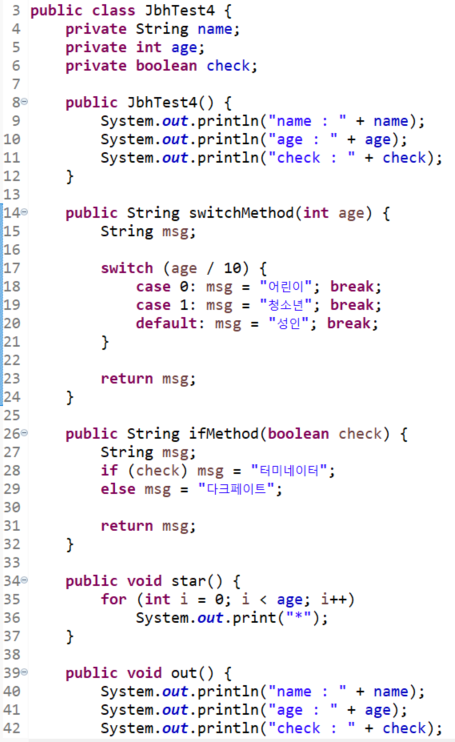 3 public class JbhTest4 {
4 private String name;
5 private int age;
6 private boolean check;
7
8 public JbhTest4() {
9 System.out.println("name : " + name);
10 System.out.println("age : " + age);
11 System.out.println("check : " + check);
12 }
13
14 public String switchMethod(int age) {
15 String msg;
16
17 switch (age / 10) {
18 case 0: msg = "어린이"; break;
19 case 1: msg = "청소년"; break;
20 default: msg = "성인"; break;
21 }
22
23 return msg;
24 }
25
26 public String ifMethod(boolean check) {
27 String msg;
28 if (check) msg = "터미네이터";
29 else msg = "다크페이트";
30
31 return msg;
32 }
33
34 public void star() {
35 for (int i = 0; i < age; i++)
36 System.out.print("*");
37 }
38
39 public void out() {
40 System.out.println("name : " + name);
41 System.out.println("age : " + age);
42 System.out.println("check : " + check);